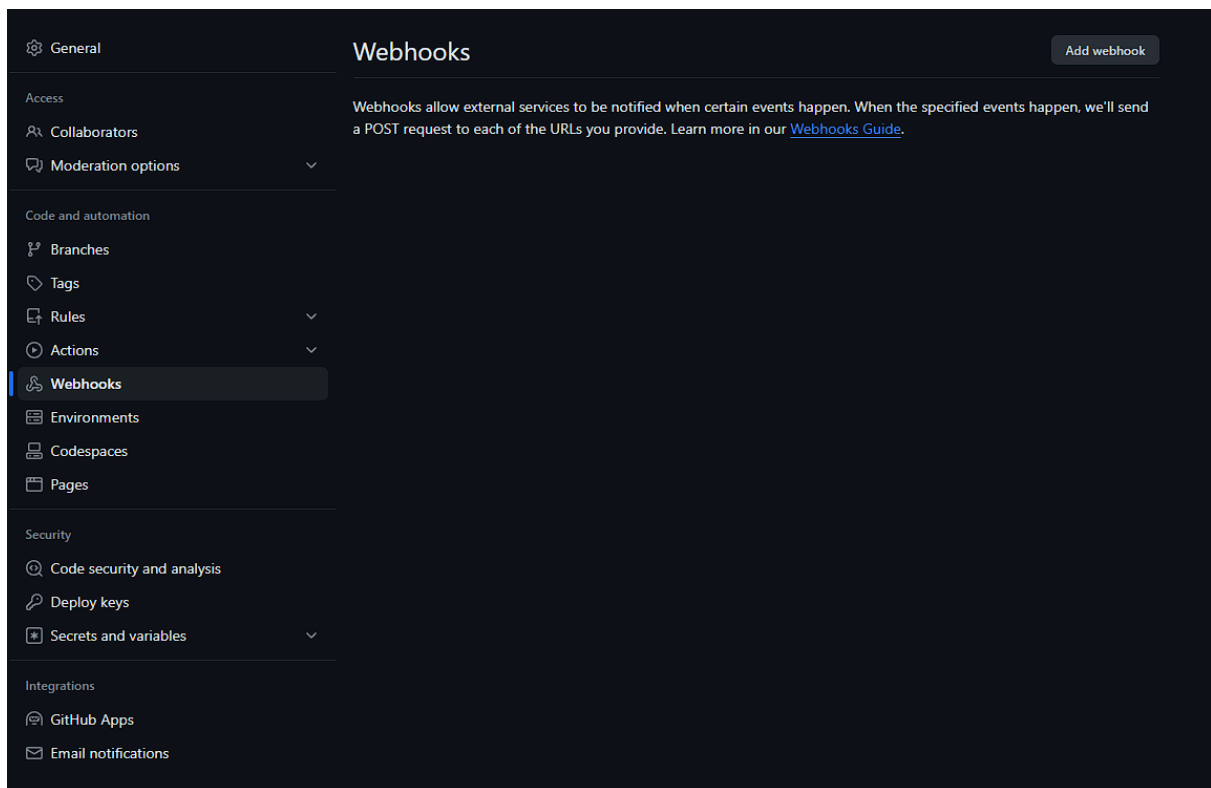 General
Access
Collaborators
Moderation options
Code and automation
Branches
Tags
Rules
Actions
Webhooks
Environments
Codespaces
Pages
Security
Code security and analysis
Deploy keys
Secrets and variables
Integrations
GitHub Apps
Email notifications
Webhooks
Add webhook
Webhooks allow external services to be notified when certain events happen. When the specified events happen, we'll send
a POST request to each of the URLs you provide. Learn more in our Webhooks Guide.